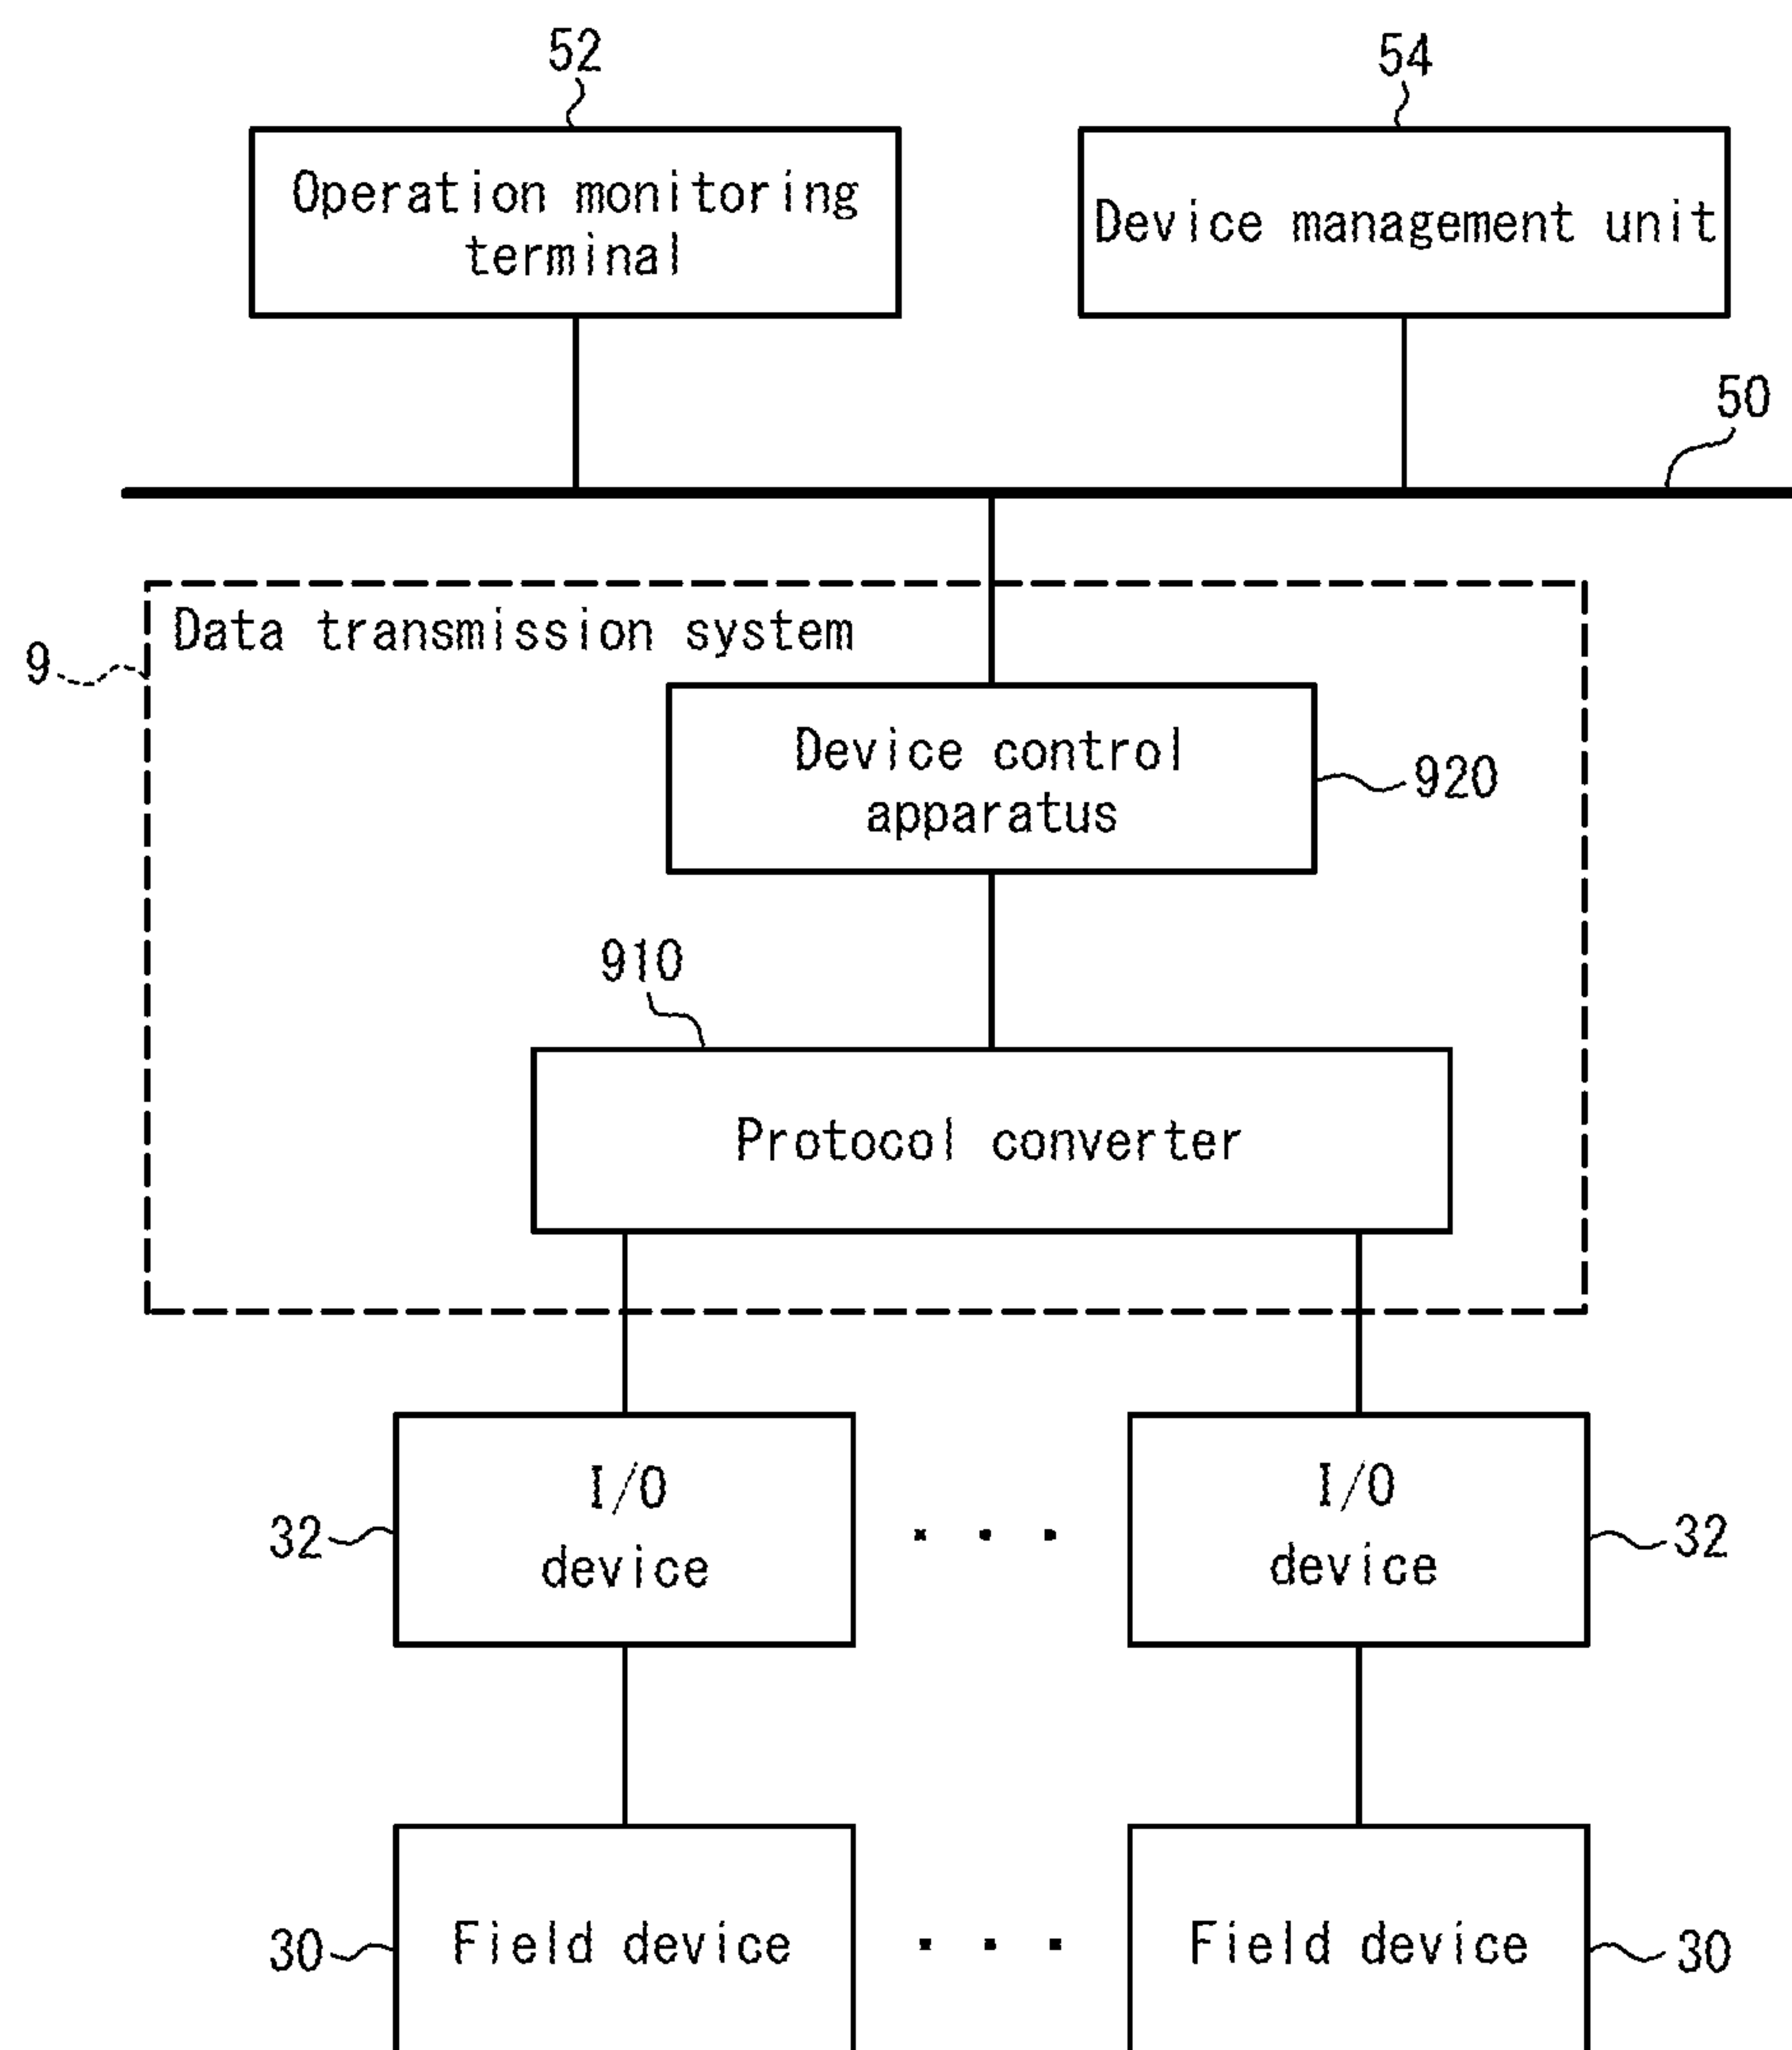 52
54
Operation monitoring
terminal
Device management unit
50
Data transmission system
9
Device control
apparatus
920
910
Protocol converter
I/O
device
I/O
device
32
. . .
32
30
Field device
. . .
Field device
30